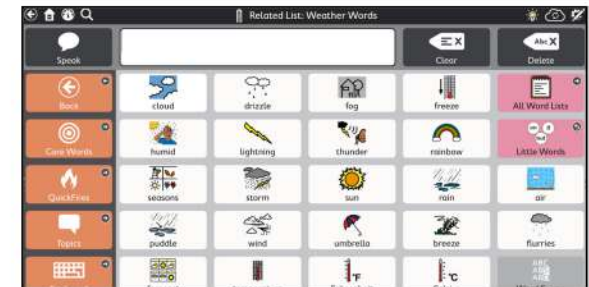 Related List: Weather Words
Speak
Clear
Abc
Delete
Back
cloud
drizzle
fog
freeze
All Word Lists
Core Words
humid
lightning
thunder
rainbow
Little Words
QuickFires
seasons
storm
sun
rain
air
Topics
puddle
wind
umbrella
breeze
flurries
°F
°C